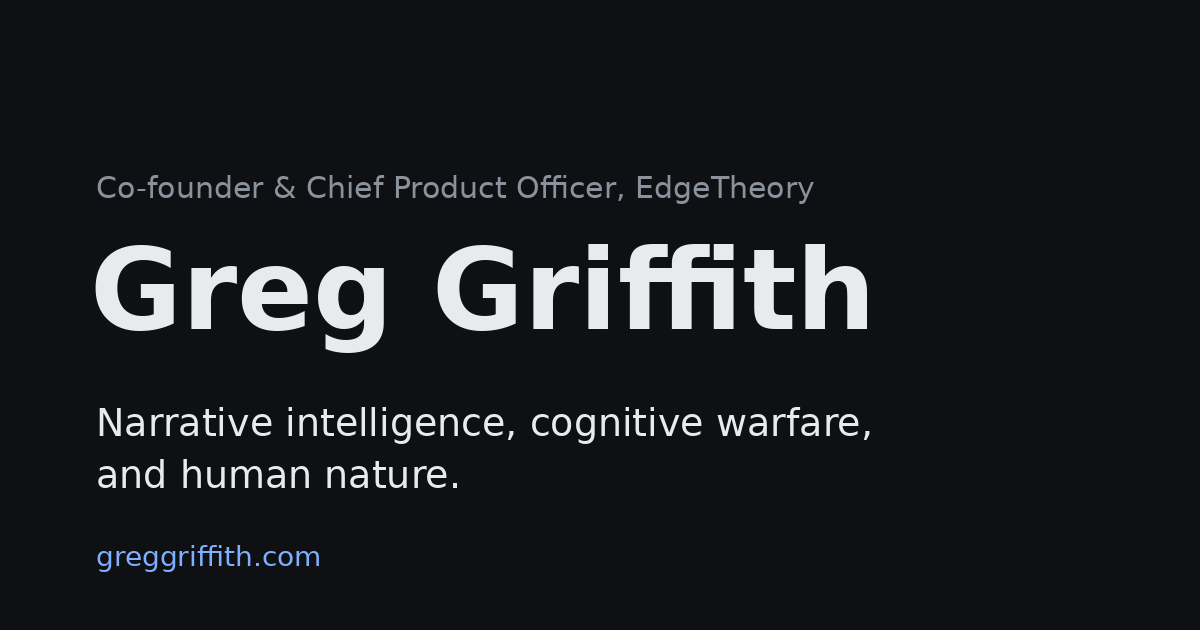 Co-founder & Chief Product Officer, EdgeTheory
Greg Griffith
Narrative intelligence, cognitive warfare,
and human nature.
greggriffith.com